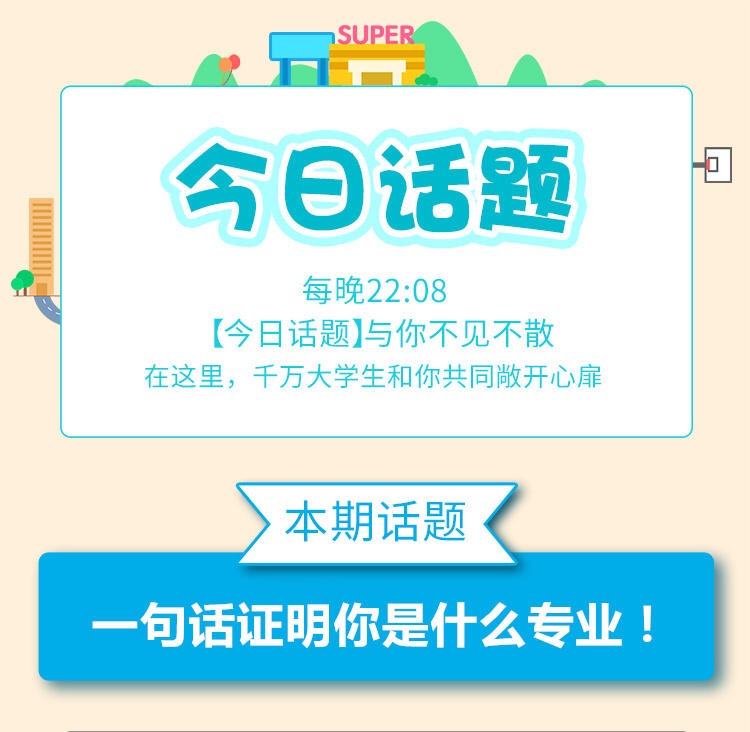 SUPER
今日话题
每晚22:08
【今日话题】与你不见不散
在这里，千万大学生和你共同敞开心扉
本期话题
一句话证明你是什么专业！